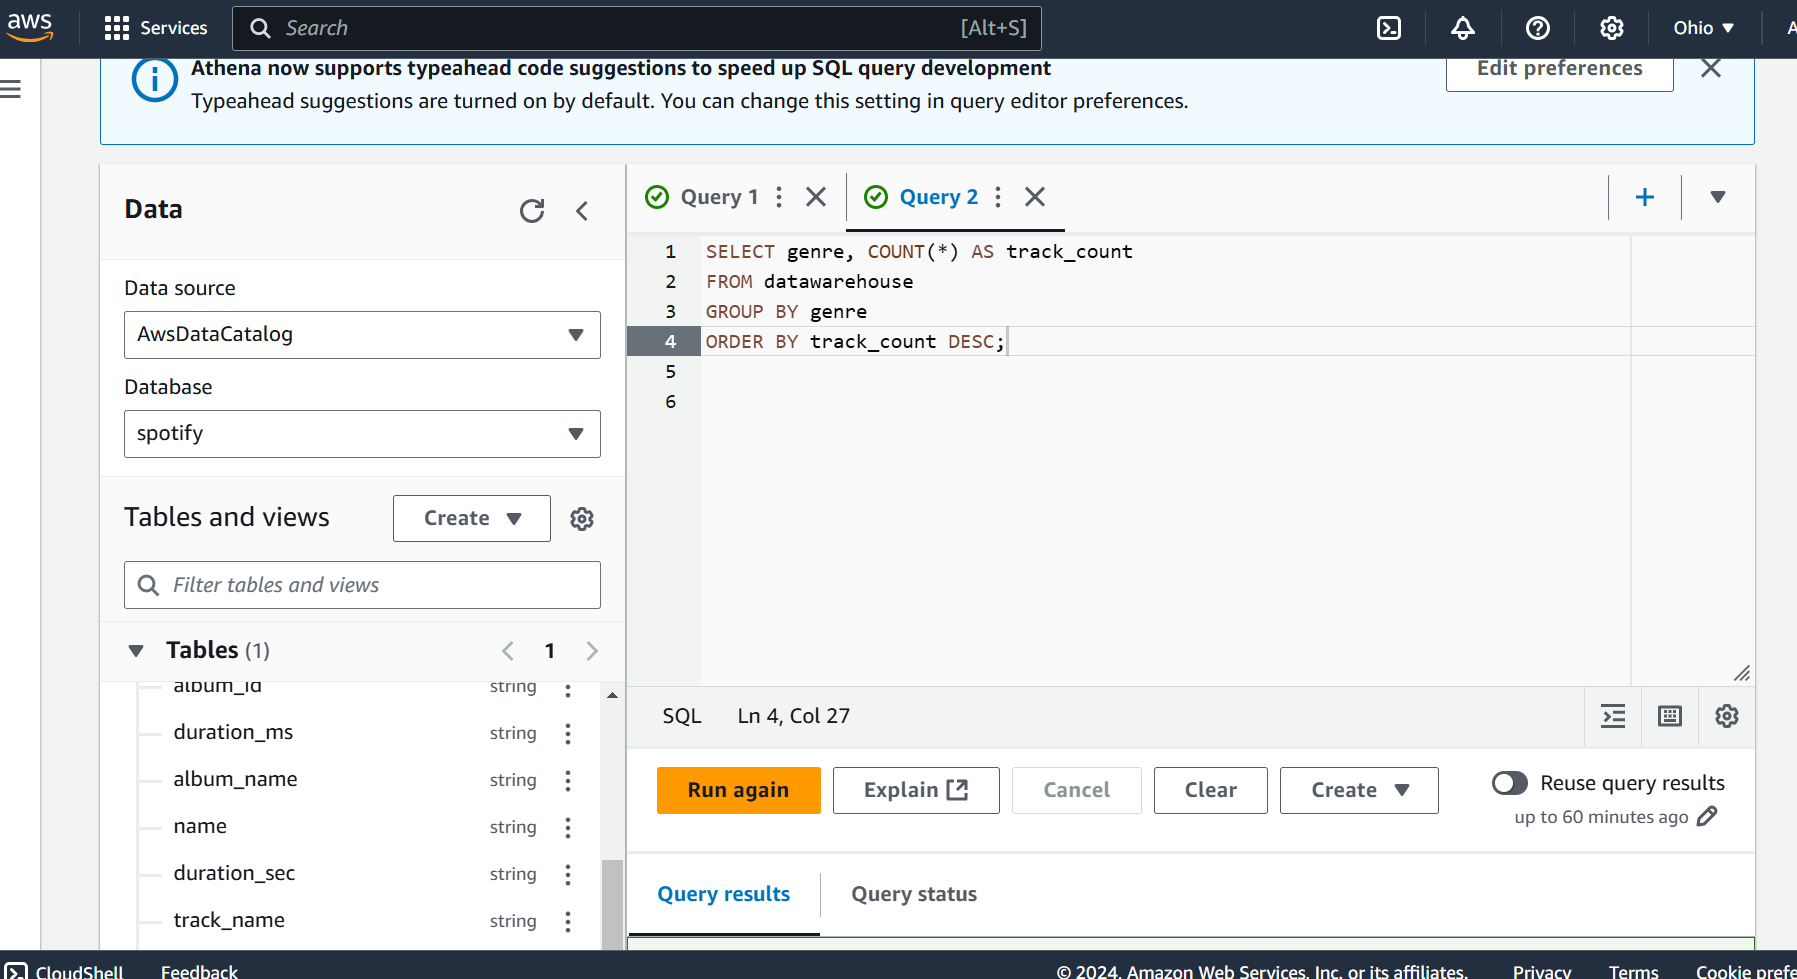 aws
Services
Search
[Alt+S]
Ohio
Athena now supports typeahead code suggestions to speed up SQL query development
Typeahead suggestions are turned on by default. You can change this setting in query editor preferences.
Edit preferences
Data
Data source
AwsDataCatalog
Database
spotify
Tables and views
Create
Filter tables and views
Tables (1)
1
album_id string
duration_ms string
album_name string
name string
duration_sec string
track_name string
Query 1
Query 2
1 SELECT genre, COUNT(*) AS track_count
2 FROM datawarehouse
3 GROUP BY genre
4 ORDER BY track_count DESC;
5
6
SQL Ln 4, Col 27
Run again
Explain
Cancel
Clear
Create
Reuse query results
up to 60 minutes ago
Query results
Query status
CloudShell
Feedback
© 2024, Amazon Web Services, Inc. or its affiliates.
Privacy
Terms
Cookie prefe